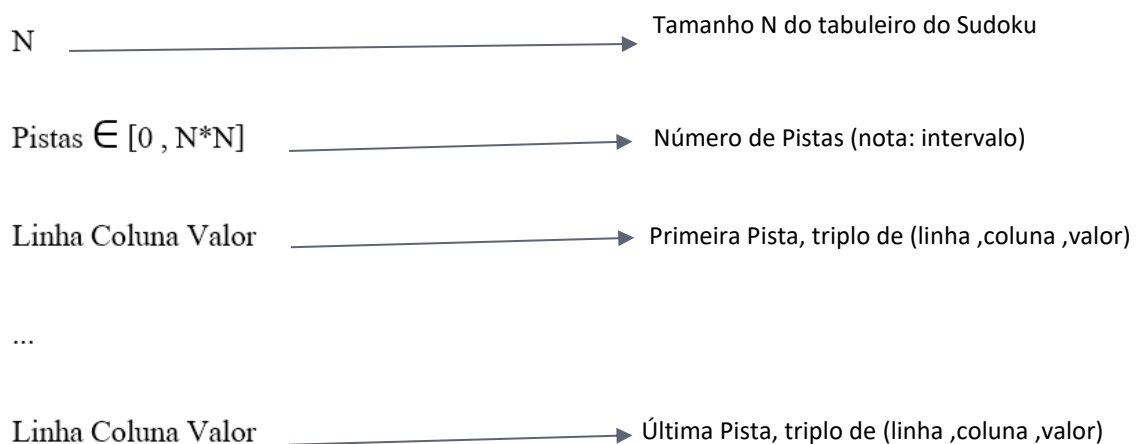 N Tamanho N do tabuleiro do Sudoku
Pistas ∈ [0 , N*N] Número de Pistas (nota: intervalo)
Linha Coluna Valor Primeira Pista, triplo de (linha ,coluna ,valor)
...
Linha Coluna Valor Última Pista, triplo de (linha ,coluna ,valor)